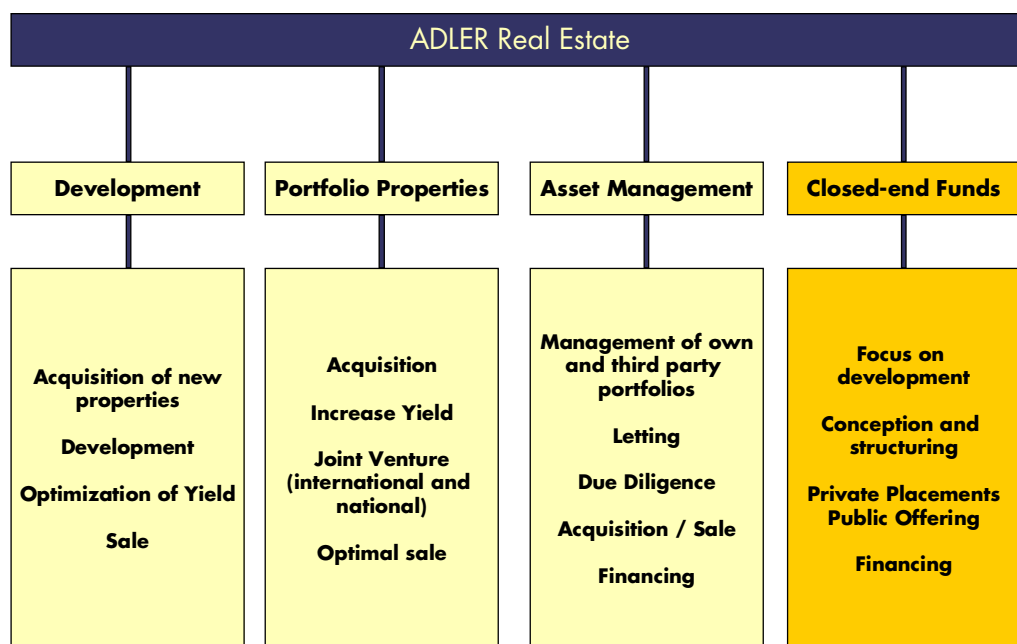 ADLER Real Estate
Development
Portfolio Properties
Asset Management
Closed-end Funds
Acquisition of new
properties
Development
Optimization of Yield
Sale
Acquisition
Increase Yield
Joint Venture
(international and
national)
Optimal sale
Management of own
and third party
portfolios
Letting
Due Diligence
Acquisition / Sale
Financing
Focus on
development
Conception and
structuring
Private Placements
Public Offering
Financing